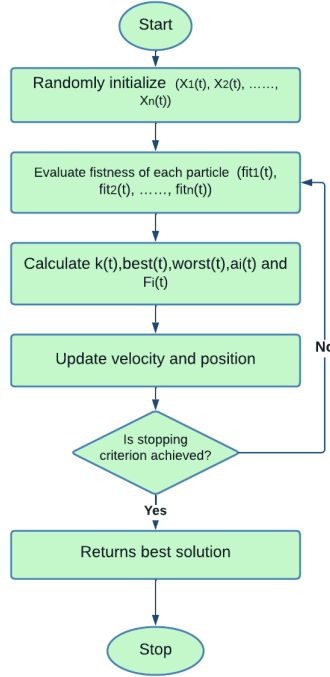 Start
Randomly initialize (X1(t), X2(t), ……,
Xn(t))
Evaluate fistness of each particle (fit1(t),
fit2(t), ……, fitn(t))
Calculate k(t),best(t),worst(t),ai(t) and
Fi(t)
Update velocity and position
Is stopping
criterion achieved?
Yes
Returns best solution
Stop